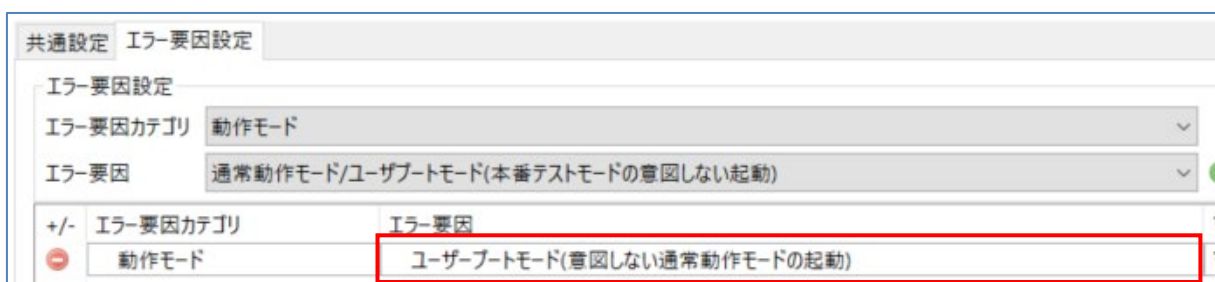 共通設定 エラー要因設定
エラー要因設定
エラー要因カテゴリ 動作モード
エラー要因 通常動作モード/ユーザブートモード(本番テストモードの意図しない起動)
+/- エラー要因カテゴリ エラー要因
動作モード ユーザーブートモード(意図しない通常動作モードの起動)